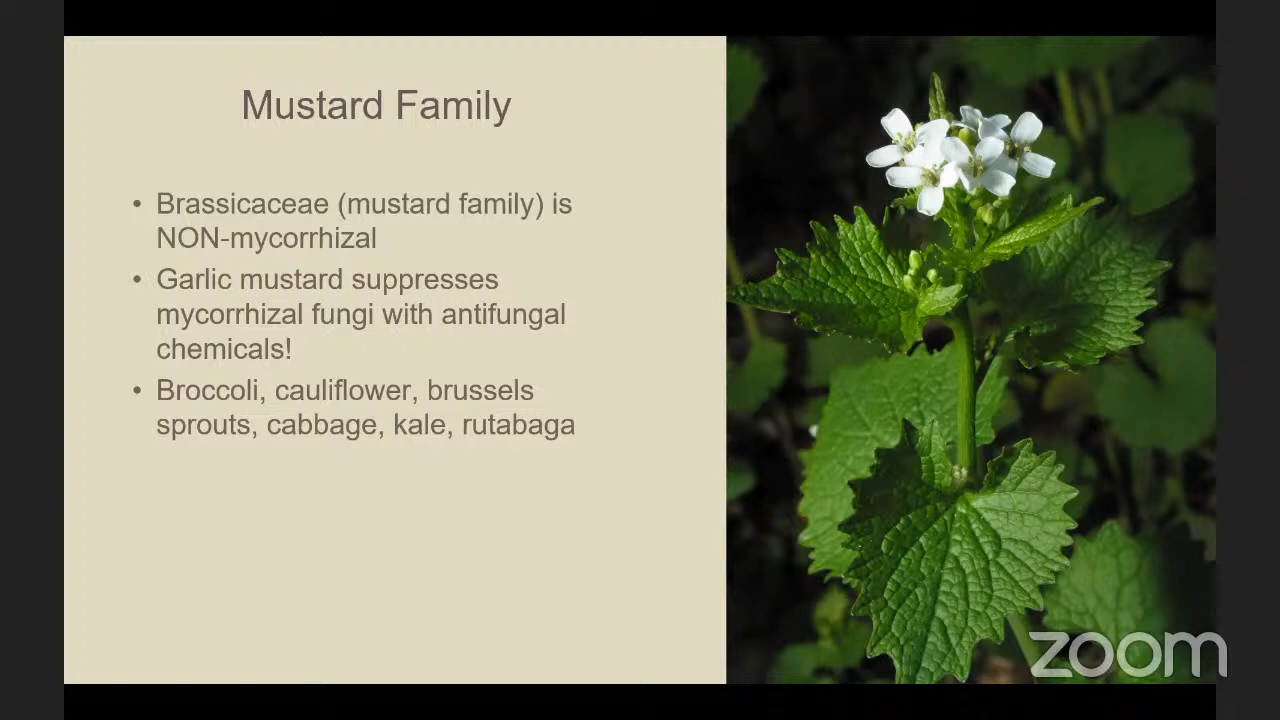 Mustard Family
• Brassicaceae (mustard family) is
NON-mycorrhizal
• Garlic mustard suppresses
mycorrhizal fungi with antifungal
chemicals!
• Broccoli, cauliflower, brussels
sprouts, cabbage, kale, rutabaga
zoom